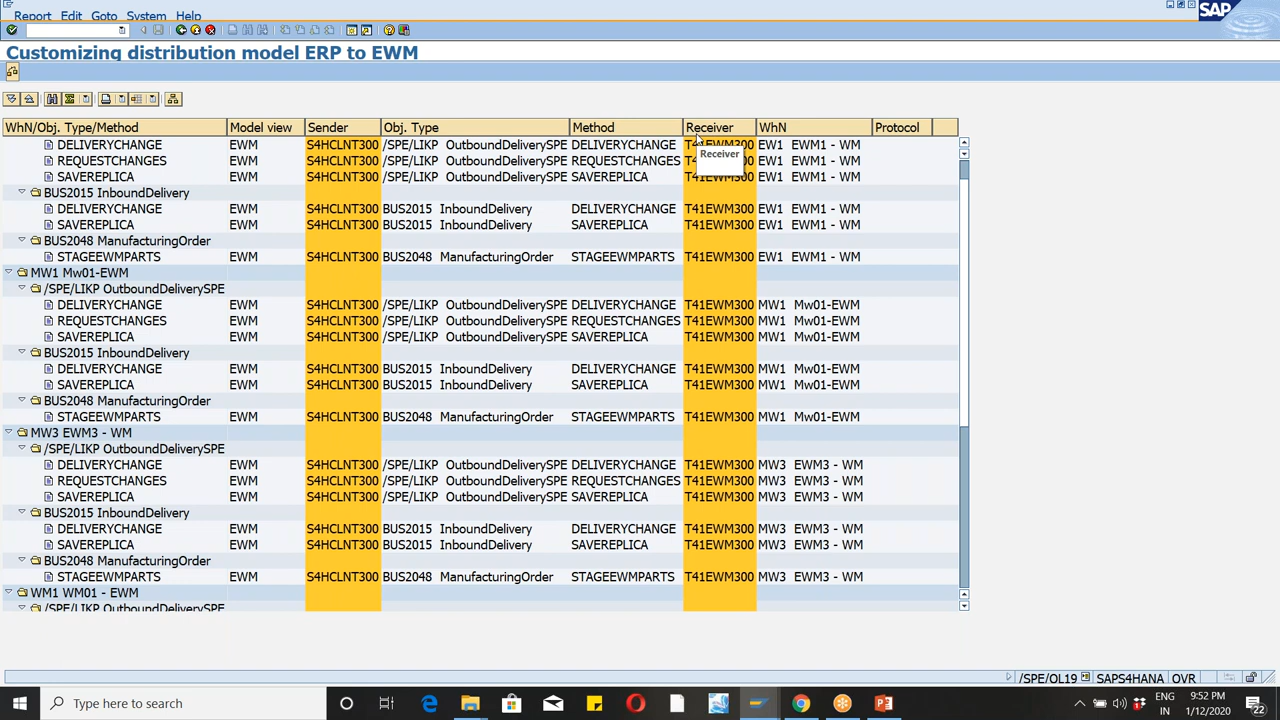 Report Edit Goto System Help
SAP
Customizing distribution model ERP to EWM
WhN/Obj. Type/Method Model view Sender Obj. Type Method Receiver WhN Protocol
DELIVERYCHANGE EWM S4HCLNT300 /SPE/LIKP OutboundDeliverySPE DELIVERYCHANGE T41EWM300 EW1 EWM1 - WM
Receiver
REQUESTCHANGES EWM S4HCLNT300 /SPE/LIKP OutboundDeliverySPE REQUESTCHANGES T41EWM300 EW1 EWM1 - WM
SAVEREPLICA EWM S4HCLNT300 /SPE/LIKP OutboundDeliverySPE SAVEREPLICA T41EWM300 EW1 EWM1 - WM
BUS2015 InboundDelivery
DELIVERYCHANGE EWM S4HCLNT300 BUS2015 InboundDelivery DELIVERYCHANGE T41EWM300 EW1 EWM1 - WM
SAVEREPLICA EWM S4HCLNT300 BUS2015 InboundDelivery SAVEREPLICA T41EWM300 EW1 EWM1 - WM
BUS2048 ManufacturingOrder
STAGEEWMPARTS EWM S4HCLNT300 BUS2048 ManufacturingOrder STAGEEWMPARTS T41EWM300 EW1 EWM1 - WM
MW1 Mw01-EWM
/SPE/LIKP OutboundDeliverySPE
DELIVERYCHANGE EWM S4HCLNT300 /SPE/LIKP OutboundDeliverySPE DELIVERYCHANGE T41EWM300 MW1 Mw01-EWM
REQUESTCHANGES EWM S4HCLNT300 /SPE/LIKP OutboundDeliverySPE REQUESTCHANGES T41EWM300 MW1 Mw01-EWM
SAVEREPLICA EWM S4HCLNT300 /SPE/LIKP OutboundDeliverySPE SAVEREPLICA T41EWM300 MW1 Mw01-EWM
BUS2015 InboundDelivery
DELIVERYCHANGE EWM S4HCLNT300 BUS2015 InboundDelivery DELIVERYCHANGE T41EWM300 MW1 Mw01-EWM
SAVEREPLICA EWM S4HCLNT300 BUS2015 InboundDelivery SAVEREPLICA T41EWM300 MW1 Mw01-EWM
BUS2048 ManufacturingOrder
STAGEEWMPARTS EWM S4HCLNT300 BUS2048 ManufacturingOrder STAGEEWMPARTS T41EWM300 MW1 Mw01-EWM
MW3 EWM3 - WM
/SPE/LIKP OutboundDeliverySPE
DELIVERYCHANGE EWM S4HCLNT300 /SPE/LIKP OutboundDeliverySPE DELIVERYCHANGE T41EWM300 MW3 EWM3 - WM
REQUESTCHANGES EWM S4HCLNT300 /SPE/LIKP OutboundDeliverySPE REQUESTCHANGES T41EWM300 MW3 EWM3 - WM
SAVEREPLICA EWM S4HCLNT300 /SPE/LIKP OutboundDeliverySPE SAVEREPLICA T41EWM300 MW3 EWM3 - WM
BUS2015 InboundDelivery
DELIVERYCHANGE EWM S4HCLNT300 BUS2015 InboundDelivery DELIVERYCHANGE T41EWM300 MW3 EWM3 - WM
SAVEREPLICA EWM S4HCLNT300 BUS2015 InboundDelivery SAVEREPLICA T41EWM300 MW3 EWM3 - WM
BUS2048 ManufacturingOrder
STAGEEWMPARTS EWM S4HCLNT300 BUS2048 ManufacturingOrder STAGEEWMPARTS T41EWM300 MW3 EWM3 - WM
WM1 WM01 - EWM
/SPE/LIKP OutboundDeliverySPE
/SPE/OL19 SAPS4HANA OVR
Type here to search
ENG 9:52 PM
IN 1/12/2020 22